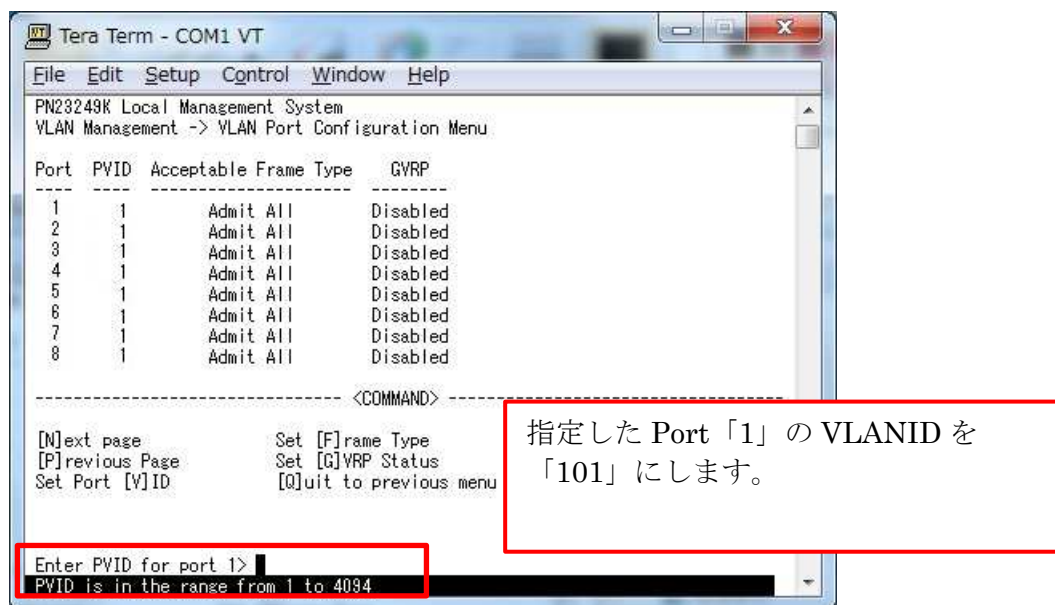 Tera Term - COM1 VT
File Edit Setup Control Window Help
PN23249K Local Management System
VLAN Management -> VLAN Port Configuration Menu
Port PVID Acceptable Frame Type GVRP
---- ---- --------------------- --------
1 1 Admit All Disabled
2 1 Admit All Disabled
3 1 Admit All Disabled
4 1 Admit All Disabled
5 1 Admit All Disabled
6 1 Admit All Disabled
7 1 Admit All Disabled
8 1 Admit All Disabled
-------------------------------- <COMMAND> -----------------------------------
[N]ext page Set [F]rame Type
[P]revious Page Set [G]VRP Status
Set Port [V]ID [Q]uit to previous menu
指定した Port「1」の VLANID を
「101」にします。
Enter PVID for port 1>
PVID is in the range from 1 to 4094